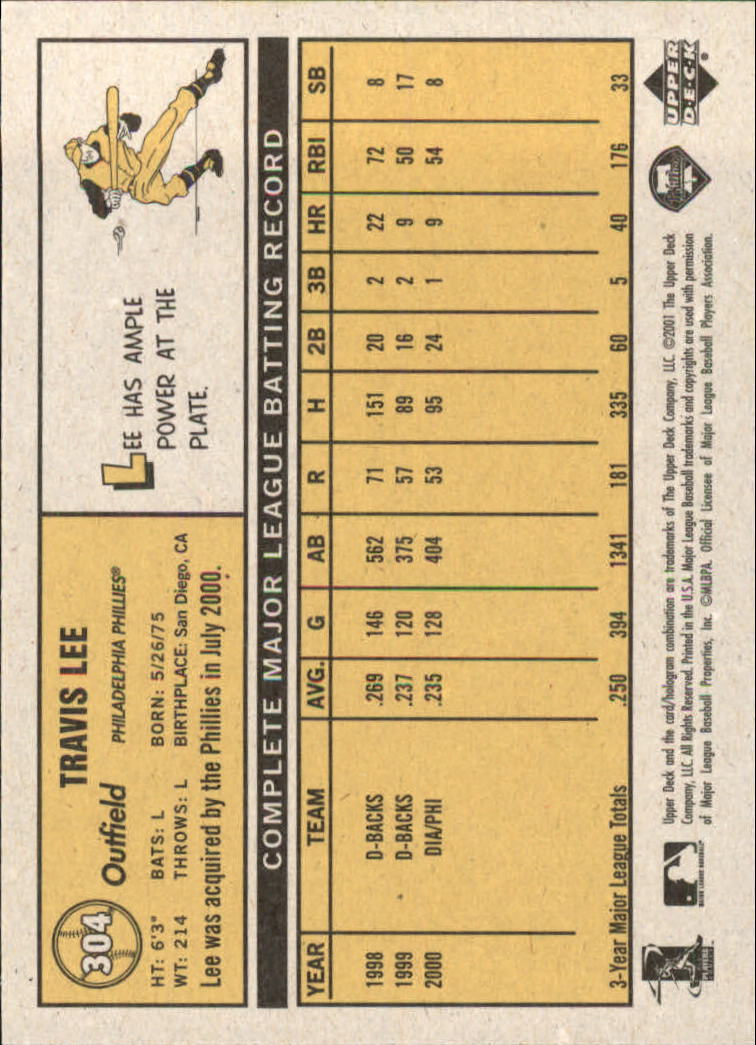 304
TRAVIS LEE
Outfield PHILADELPHIA PHILLIES®
HT: 6'3" BATS: L BORN: 5/26/75
WT: 214 THROWS: L BIRTHPLACE: San Diego, CA
Lee was acquired by the Phillies in July 2000.
LEE HAS AMPLE
POWER AT THE
PLATE.
COMPLETE MAJOR LEAGUE BATTING RECORD
YEAR TEAM AVG. G AB R H 2B 3B HR RBI SB
1998 D-BACKS .269 146 562 71 151 20 2 22 72 8
1999 D-BACKS .237 120 375 57 89 16 2 9 50 17
2000 DIA/PHI .235 128 404 53 95 24 1 9 54 8
3-Year Major League Totals .250 394 1341 181 335 60 5 40 176 33
Upper Deck and the card/hologram combination are trademarks of The Upper Deck Company, LLC. ©2001 The Upper Deck
Company, LLC. All Rights Reserved. Printed in the U.S.A. Major League Baseball trademarks and copyrights are used with permission
of Major League Baseball Properties, Inc. ©MLBPA. Official Licensee of Major League Baseball Players Association.
MAJOR LEAGUE BASEBALL
Phillies
UPPER
DECK
®